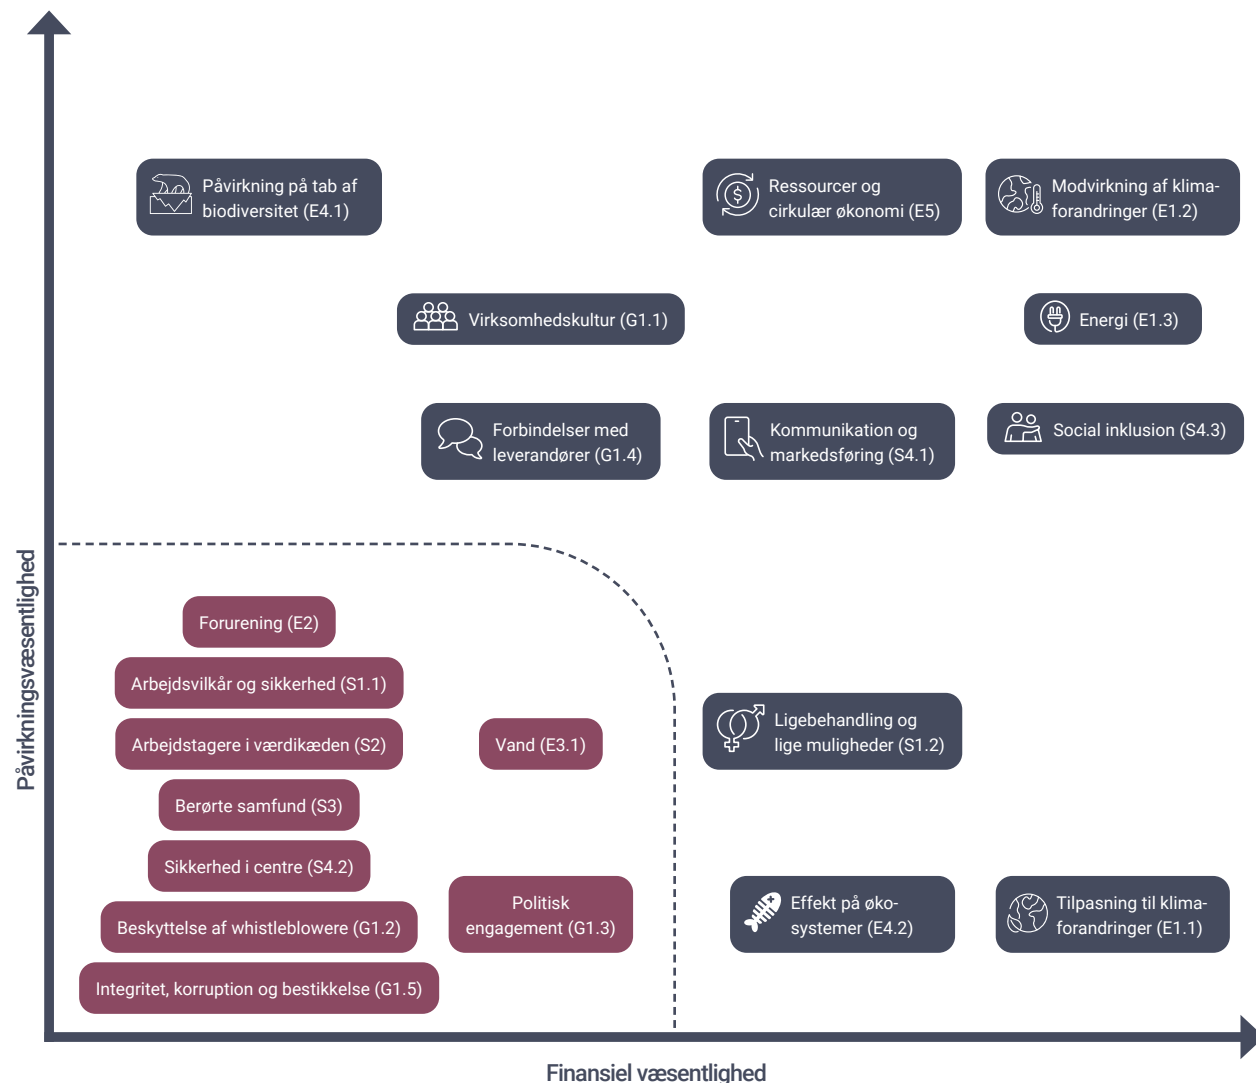 Påvirkning på tab af
biodiversitet (E4.1)
Ressourcer og
cirkulær økonomi (E5)
Modvirkning af klima-
forandringer (E1.2)
Virksomhedskultur (G1.1)
Energi (E1.3)
Forbindelser med
leverandører (G1.4)
Kommunikation og
markedsføring (S4.1)
Social inklusion (S4.3)
Påvirkningsvæsentlighed
Forurening (E2)
Arbejdsvilkår og sikkerhed (S1.1)
Arbejdstagere i værdikæden (S2)
Vand (E3.1)
Ligebehandling og
lige muligheder (S1.2)
Berørte samfund (S3)
Sikkerhed i centre (S4.2)
Beskyttelse af whistleblowere (G1.2)
Politisk
engagement (G1.3)
Effekt på øko-
systemer (E4.2)
Tilpasning til klima-
forandringer (E1.1)
Integritet, korruption og bestikkelse (G1.5)
Finansiel væsentlighed